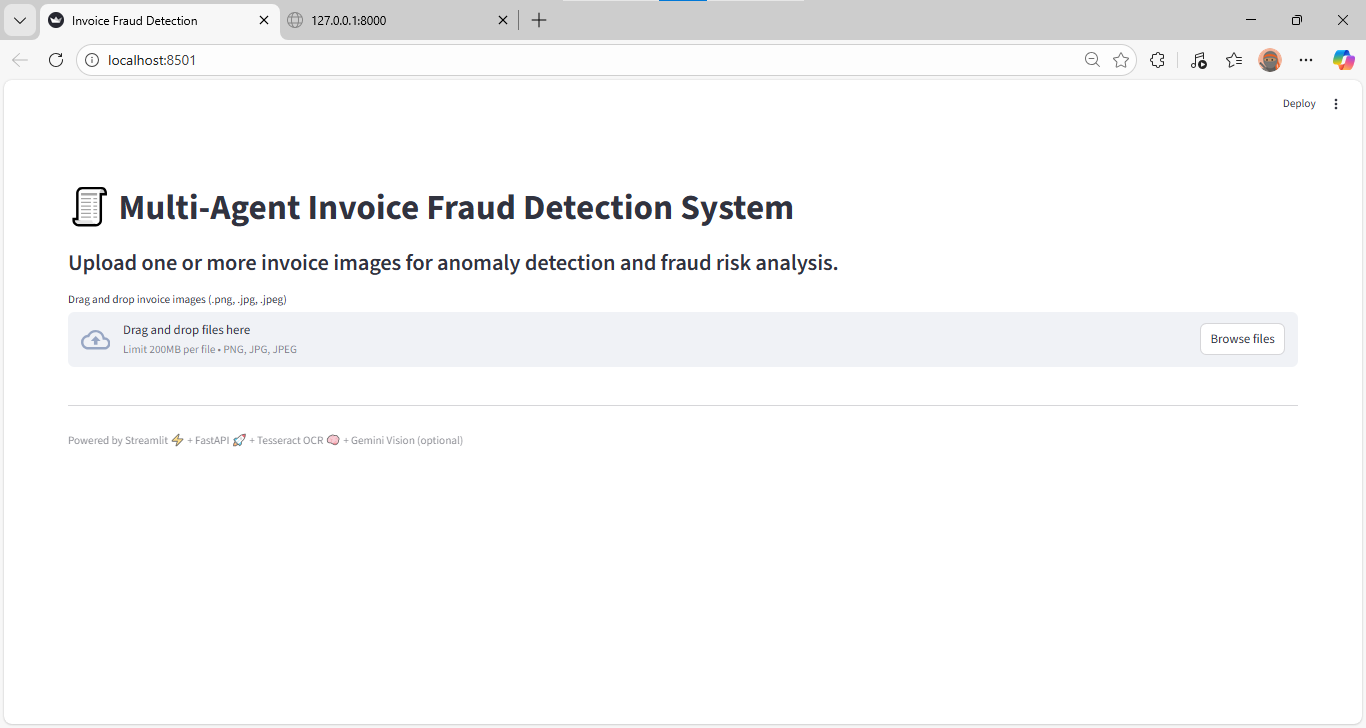 Invoice Fraud Detection
127.0.0.1:8000
localhost:8501
Deploy
🧾 Multi-Agent Invoice Fraud Detection System
Upload one or more invoice images for anomaly detection and fraud risk analysis.
Drag and drop invoice images (.png, .jpg, .jpeg)
Drag and drop files here
Limit 200MB per file • PNG, JPG, JPEG
Browse files
Powered by Streamlit ⚡ + FastAPI 🚀 + Tesseract OCR 🧠 + Gemini Vision (optional)